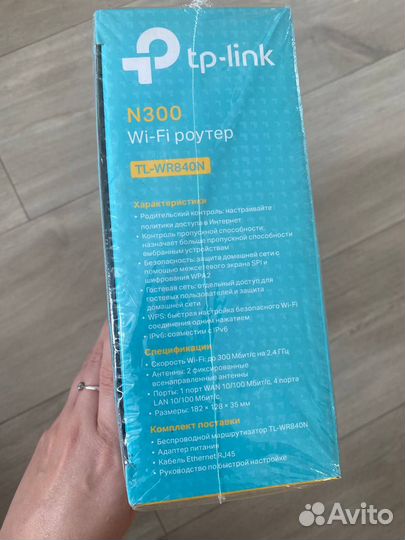 tp-link
N300
Wi-Fi роутер
TL-WR840N
Характеристики
• Родительский контроль: настраивайте
политики доступа в Интернет
• Контроль пропускной способности:
назначает больше пропускной способности
выбранным устройствам
• Безопасность: защита домашней сети с
помощью межсетевого экрана SPI и
шифрования WPA2
• Гостевая сеть: отдельный доступ для
гостевых пользователей и защита
домашней сети
• WPS: быстрая настройка безопасного Wi-Fi
соединения одним нажатием
• IPv6: совместим с IPv6
Спецификации
• Скорость Wi-Fi: до 300 Мбит/с на 2,4 ГГц
• Антенны: 2 фиксированные
всенаправленные антенны
• Порты: 1 порт WAN 10/100 Мбит/с, 4 порта
LAN 10/100 Мбит/с
• Размеры: 182 × 128 × 35 мм
Комплект поставки
• Беспроводной маршрутизатор TL-WR840N
• Адаптер питания
• Кабель Ethernet RJ45
• Руководство по быстрой настройке
Avito